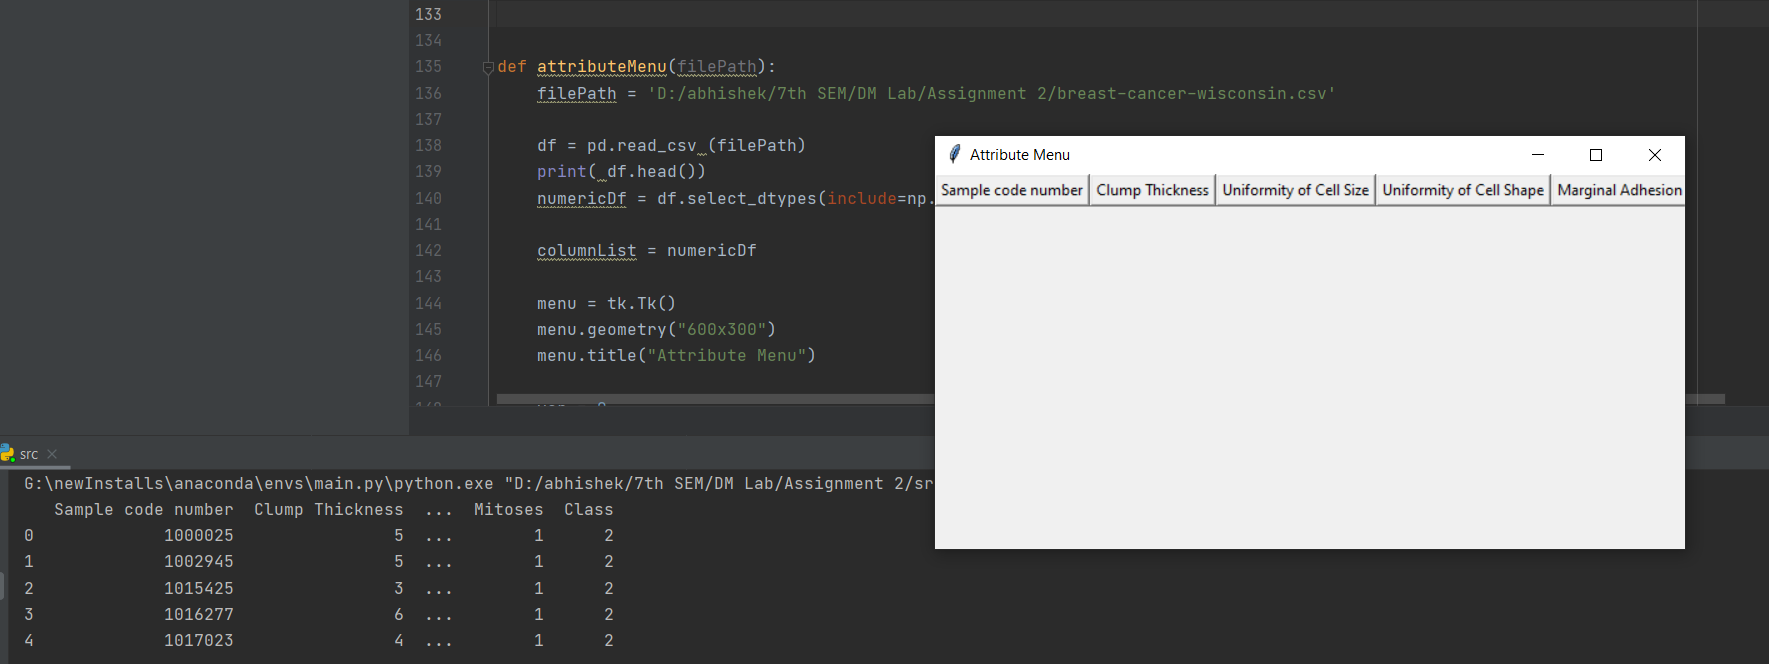 133
134
135 def attributeMenu(filePath):
136 filePath = 'D:/abhishek/7th SEM/DM Lab/Assignment 2/breast-cancer-wisconsin.csv'
137
138 df = pd.read_csv (filePath)
139 print( df.head())
140 numericDf = df.select_dtypes(include=np.
141
142 columnList = numericDf
143
144 menu = tk.Tk()
145 menu.geometry("600x300")
146 menu.title("Attribute Menu")
147
Attribute Menu
Sample code number Clump Thickness Uniformity of Cell Size Uniformity of Cell Shape Marginal Adhesion
src
G:\newInstalls\anaconda\envs\main.py\python.exe "D:/abhishek/7th SEM/DM Lab/Assignment 2/sr
Sample code number Clump Thickness ... Mitoses Class
0 1000025 5 ... 1 2
1 1002945 5 ... 1 2
2 1015425 3 ... 1 2
3 1016277 6 ... 1 2
4 1017023 4 ... 1 2